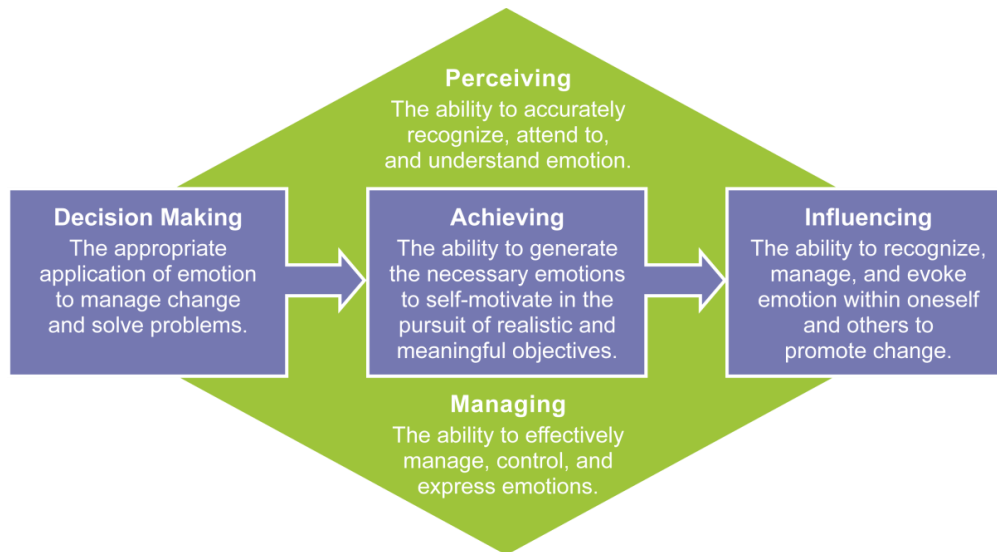 Perceiving
The ability to accurately
recognize, attend to,
and understand emotion.
Decision Making
The appropriate
application of emotion
to manage change
and solve problems.
Achieving
The ability to generate
the necessary emotions
to self-motivate in the
pursuit of realistic and
meaningful objectives.
Influencing
The ability to recognize,
manage, and evoke
emotion within oneself
and others to
promote change.
Managing
The ability to effectively
manage, control, and
express emotions.